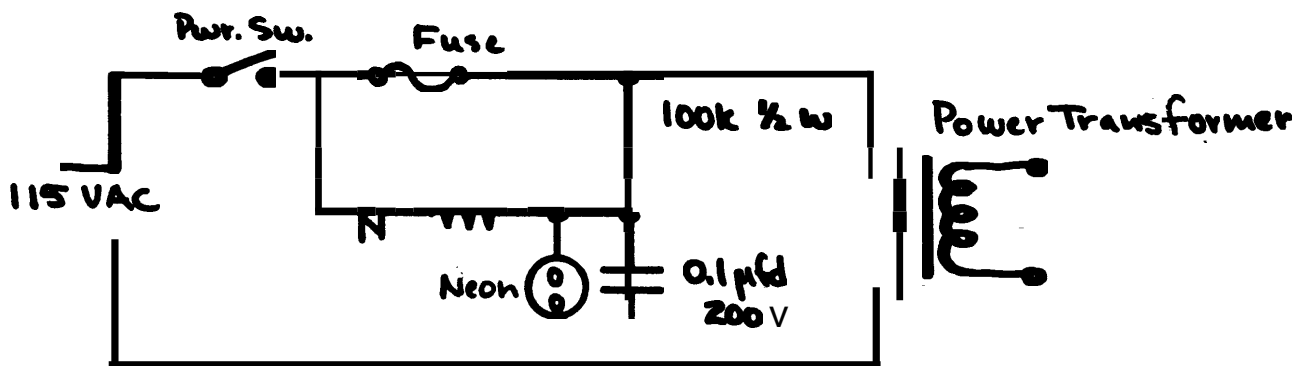 Pwr. Sw.
Fuse
100k ½ w
Power Transformer
115 VAC
N
Neon
0.1 µfd
200 V